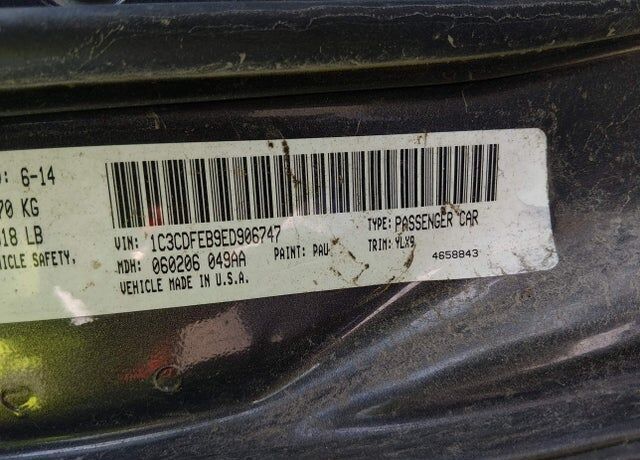 : 6-14
70 KG
18 LB
HICLE SAFETY,
VIN: 1C3CDFEB9ED906747
TYPE: PASSENGER CAR
MDH: 060206 049AA
PAINT: PAU
TRIM: YLX9
VEHICLE MADE IN U.S.A.
4658843